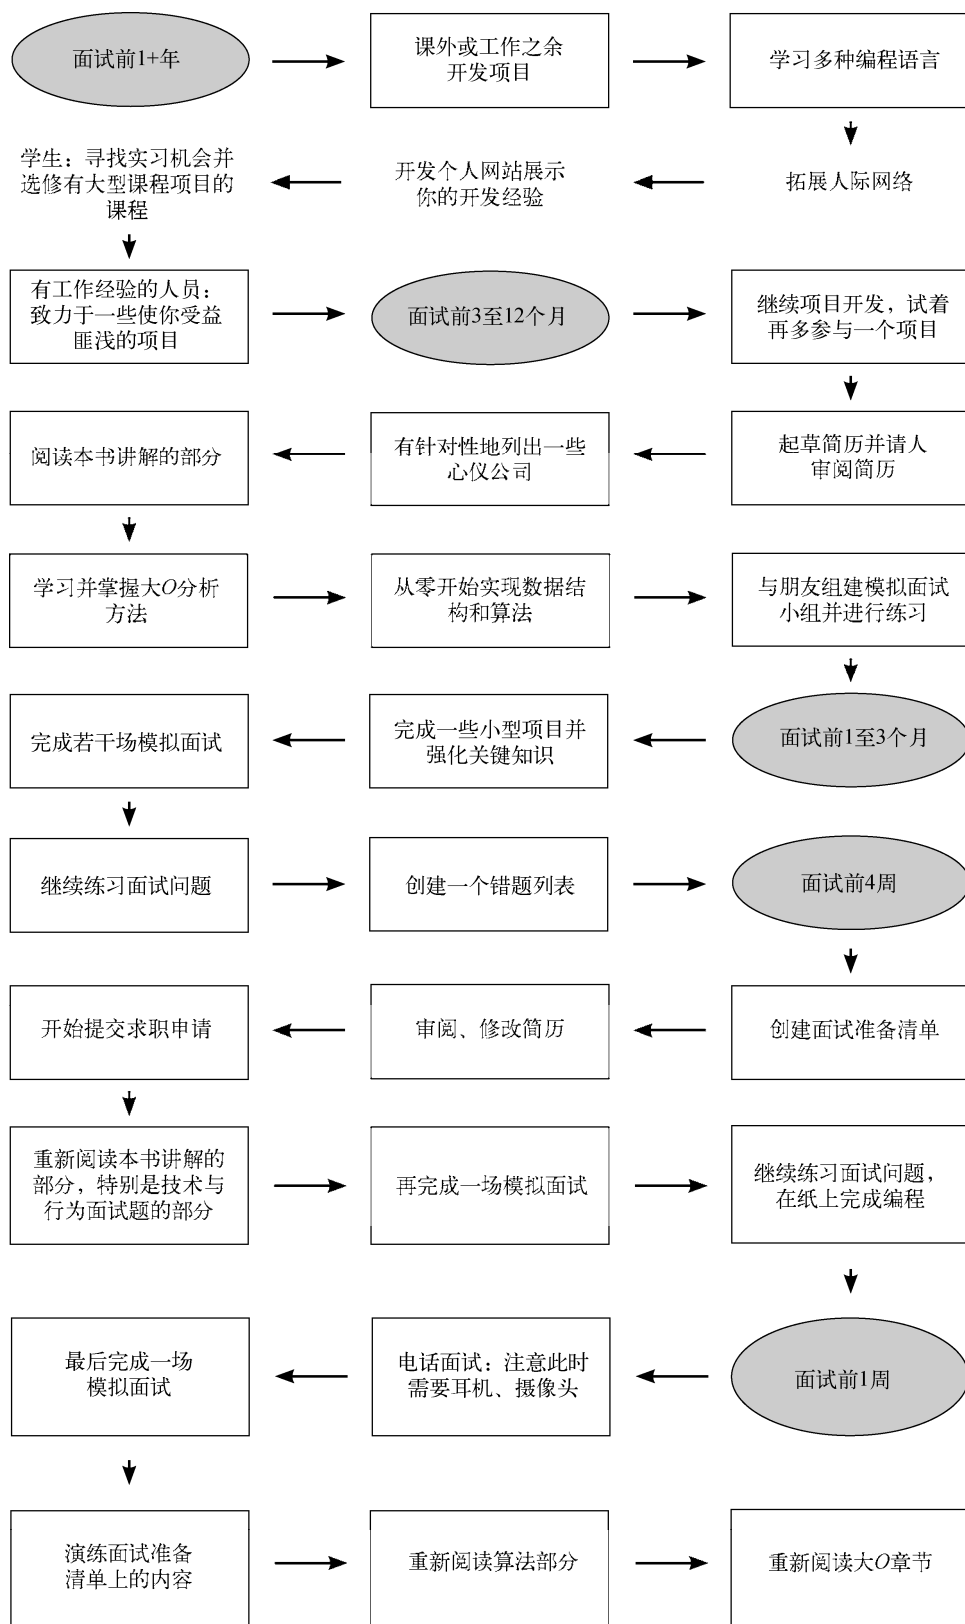 面试前1+年
课外或工作之余
开发项目
学习多种编程语言
拓展人际网络
开发个人网站展示
你的开发经验
学生：寻找实习机会并
选修有大型课程项目的
课程
有工作经验的人员：
致力于一些使你受益
匪浅的项目
面试前3至12个月
继续项目开发，试着
再多参与一个项目
起草简历并请人
审阅简历
有针对性地列出一些
心仪公司
阅读本书讲解的部分
学习并掌握大O分析
方法
从零开始实现数据结
构和算法
与朋友组建模拟面试
小组并进行练习
面试前1至3个月
完成一些小型项目并
强化关键知识
完成若干场模拟面试
继续练习面试问题
创建一个错题列表
面试前4周
创建面试准备清单
审阅、修改简历
开始提交求职申请
重新阅读本书讲解的
部分，特别是技术与
行为面试题的部分
再完成一场模拟面试
继续练习面试问题，
在纸上完成编程
面试前1周
电话面试：注意此时
需要耳机、摄像头
最后完成一场
模拟面试
演练面试准备
清单上的内容
重新阅读算法部分
重新阅读大O章节